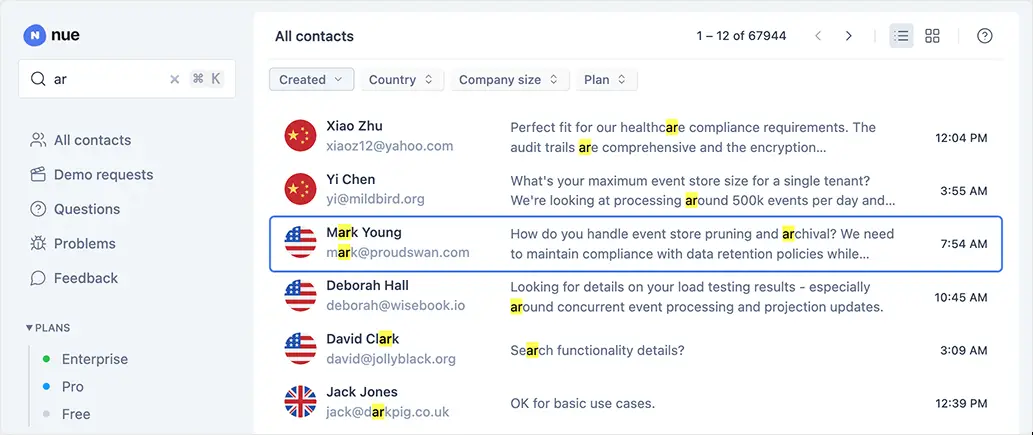 nue
ar
⌘ K
All contacts
Demo requests
Questions
Problems
Feedback
PLANS
Enterprise
Pro
Free
All contacts
1 – 12 of 67944
Created
Country
Company size
Plan
Xiao Zhu
xiaoz12@yahoo.com
Perfect fit for our healthcare compliance requirements. The
audit trails are comprehensive and the encryption...
12:04 PM
Yi Chen
yi@mildbird.org
What's your maximum event store size for a single tenant?
We're looking at processing around 500k events per day and...
3:55 AM
Mark Young
mark@proudswan.com
How do you handle event store pruning and archival? We need
to maintain compliance with data retention policies while...
7:54 AM
Deborah Hall
deborah@wisebook.io
Looking for details on your load testing results - especially
around concurrent event processing and projection updates.
10:45 AM
David Clark
david@jollyblack.org
Search functionality details?
3:09 AM
Jack Jones
jack@darkpig.co.uk
OK for basic use cases.
12:39 PM